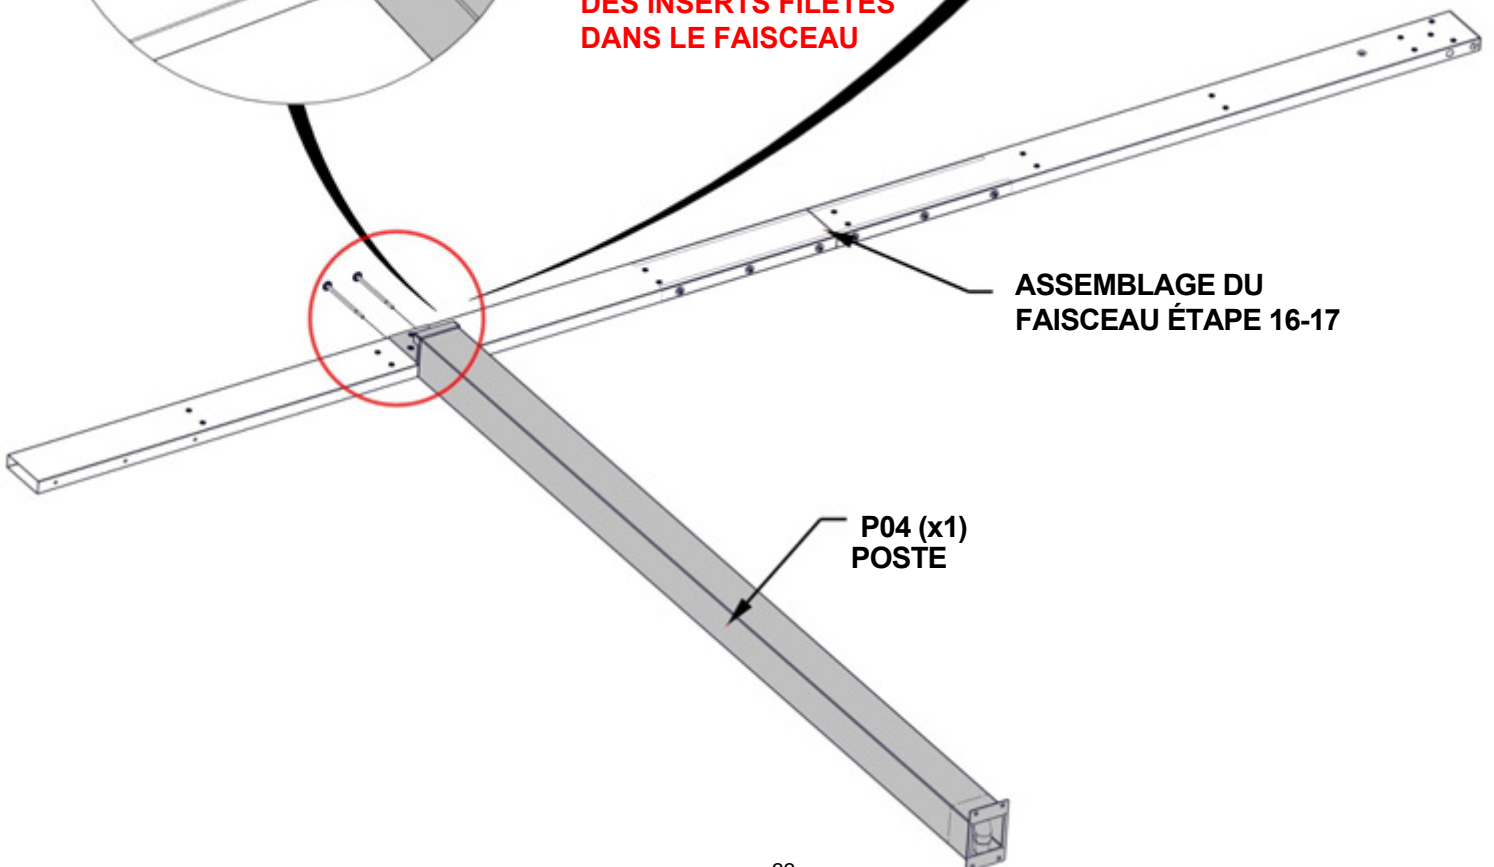 DES INSERTS FILETÉS
DANS LE FAISCEAU
ASSEMBLAGE DU
FAISCEAU ÉTAPE 16-17
P04 (x1)
POSTE